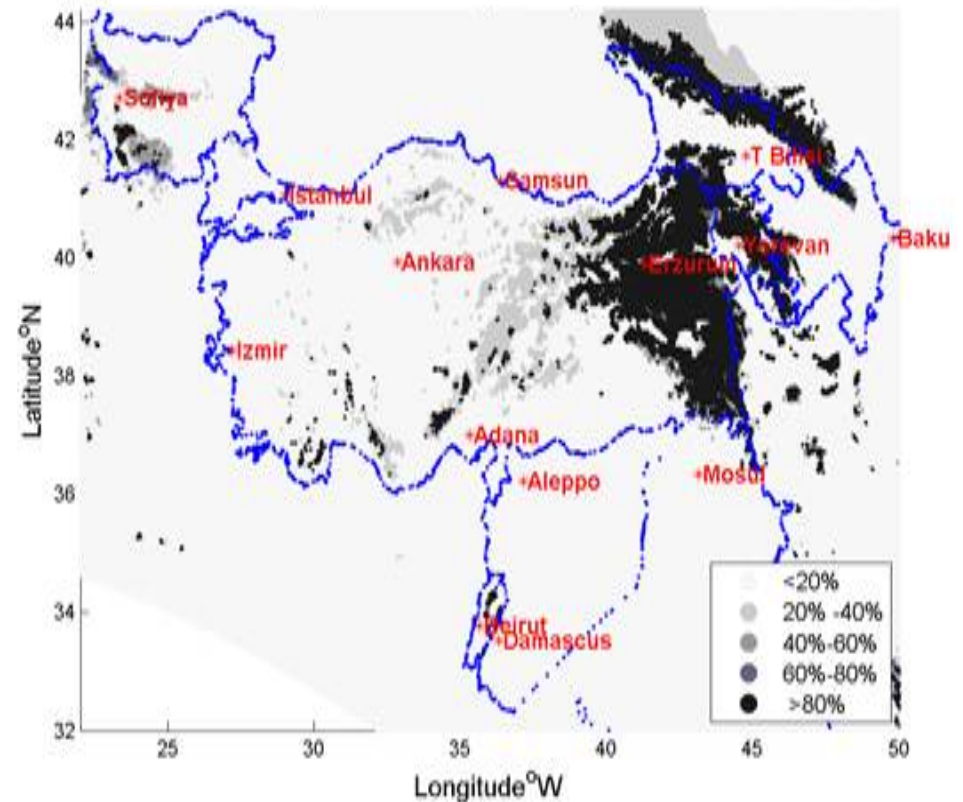 44
42
40
38
36
34
32
Latitude°N
Sofiya
T Bilisi
Istanbul
Samsun
Baku
Ankara
Erzurum
Yerevan
Izmir
Adana
Aleppo
Mosul
Beirut
Damascus
<20%
20% -40%
40%-60%
60%-80%
>80%
25
30
35
40
45
50
Longitude°W